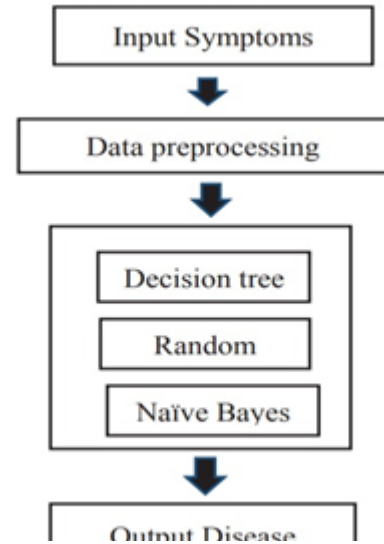 Input Symptoms
Data preprocessing
Decision tree
Random
Naïve Bayes
Output Disease